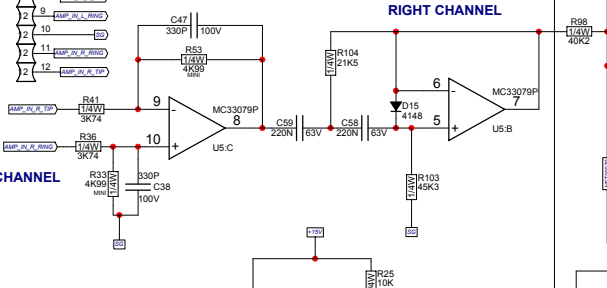 RIGHT CHANNEL
2 9 AMP_IN_L_RING
2 10 SG
2 11 AMP_IN_R_RING
2 12 AMP_IN_R_TIP
C47
330P 100V
R53
1/4W
4K99
MINI
R98
1/4W
40K2
R104
1/4W
21K5
AMP_IN_R_TIP
R41
1/4W
3K74
9
-
MC33079P
8
10
+
U5:C
AMP_IN_R_RING
R36
1/4W
3K74
C59
220N 63V
C58
220N 63V
D15
4148
6
-
MC33079P
7
5
+
U5:B
CHANNEL
R33
4K99
MINI
1/4W
330P
C38
100V
SG
R103
1/4W
45K3
SG
+15V
R25
1/4W
10K